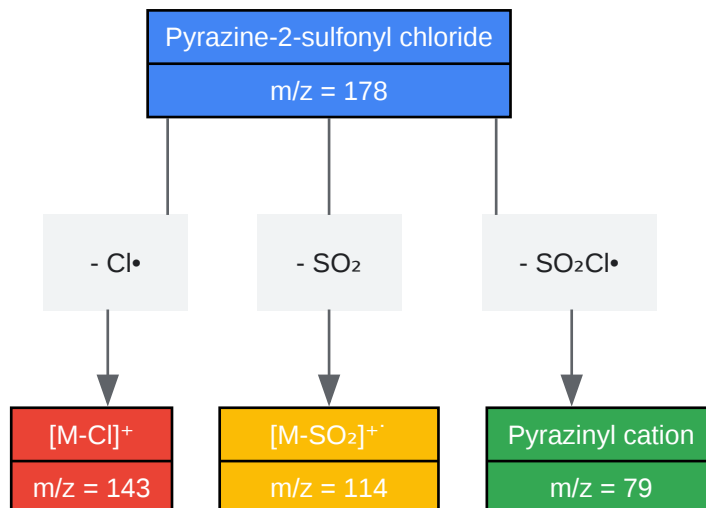 Pyrazine-2-sulfonyl chloride
m/z = 178
- Cl•
- SO₂
- SO₂Cl•
[M-Cl]⁺
[M-SO₂]⁺˙
Pyrazinyl cation
m/z = 143
m/z = 114
m/z = 79